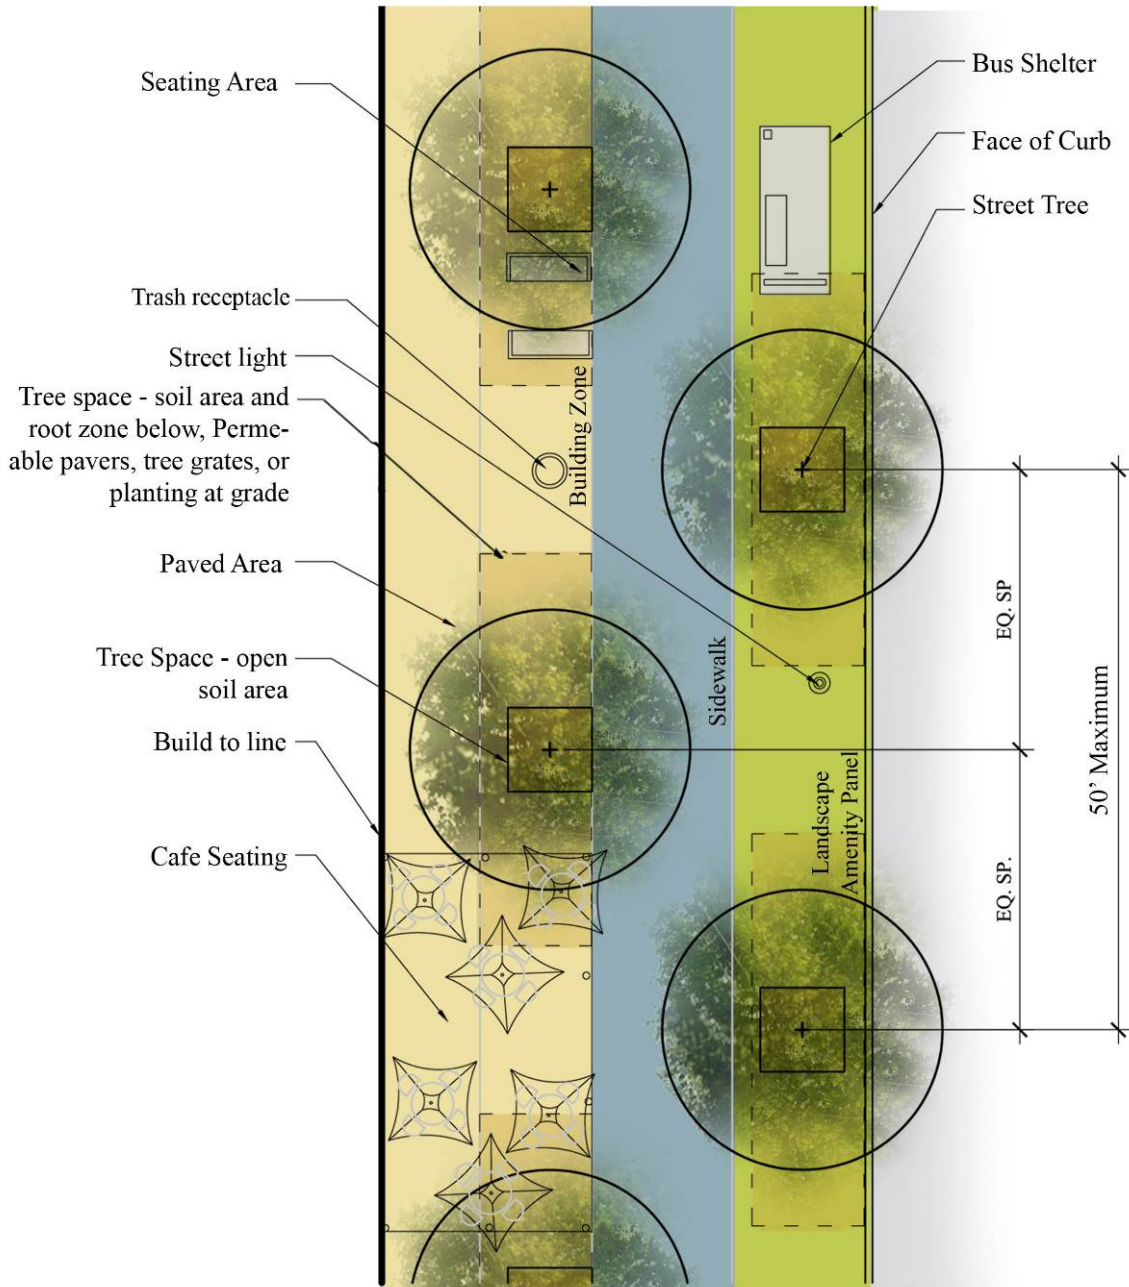 Seating Area
Trash receptacle
Street light
Tree space - soil area and
root zone below, Perme-
able pavers, tree grates, or
planting at grade
Paved Area
Tree Space - open
soil area
Build to line
Cafe Seating
Building Zone
Sidewalk
Landscape
Amenity Panel
Bus Shelter
Face of Curb
Street Tree
EQ. SP
EQ. SP.
50’ Maximum